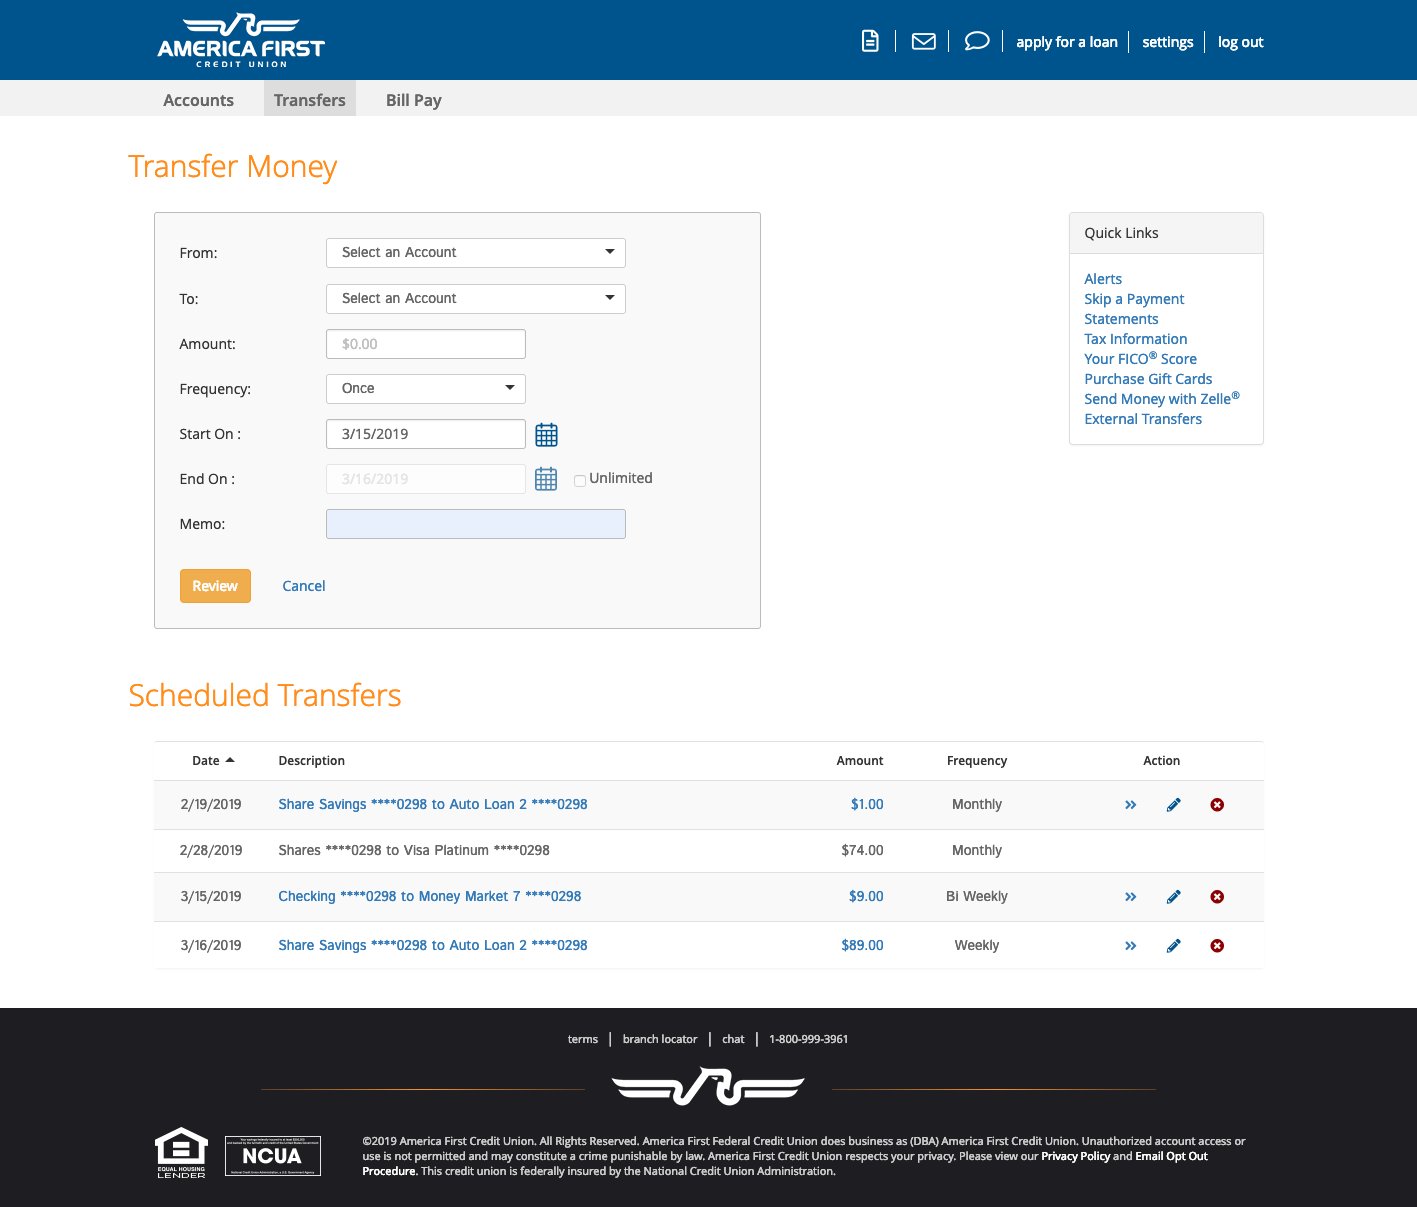 AMERICA FIRST
CREDIT UNION
apply for a loan
settings
log out
Accounts
Transfers
Bill Pay
Transfer Money
From:
Select an Account
To:
Select an Account
Amount:
$0.00
Frequency:
Once
Start On :
3/15/2019
End On :
3/16/2019
Unlimited
Memo:
Review
Cancel
Quick Links
Alerts
Skip a Payment
Statements
Tax Information
Your FICO® Score
Purchase Gift Cards
Send Money with Zelle®
External Transfers
Scheduled Transfers
Date Description Amount Frequency Action
2/19/2019 Share Savings ****0298 to Auto Loan 2 ****0298 $1.00 Monthly
2/28/2019 Shares ****0298 to Visa Platinum ****0298 $74.00 Monthly
3/15/2019 Checking ****0298 to Money Market 7 ****0298 $9.00 Bi Weekly
3/16/2019 Share Savings ****0298 to Auto Loan 2 ****0298 $89.00 Weekly
terms | branch locator | chat | 1-800-999-3961
EQUAL HOUSING
LENDER
NCUA
©2019 America First Credit Union. All Rights Reserved. America First Federal Credit Union does business as (DBA) America First Credit Union. Unauthorized account access or
use is not permitted and may constitute a crime punishable by law. America First Credit Union respects your privacy. Please view our Privacy Policy and Email Opt Out
Procedure. This credit union is federally insured by the National Credit Union Administration.